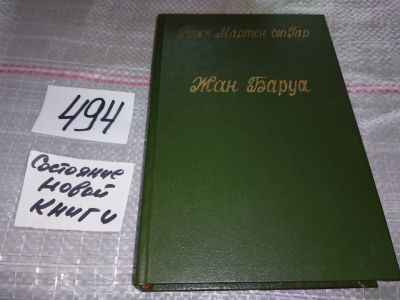 Роже Мартен дю Гар
Жан Баруа
494
Состояние
новой
книги